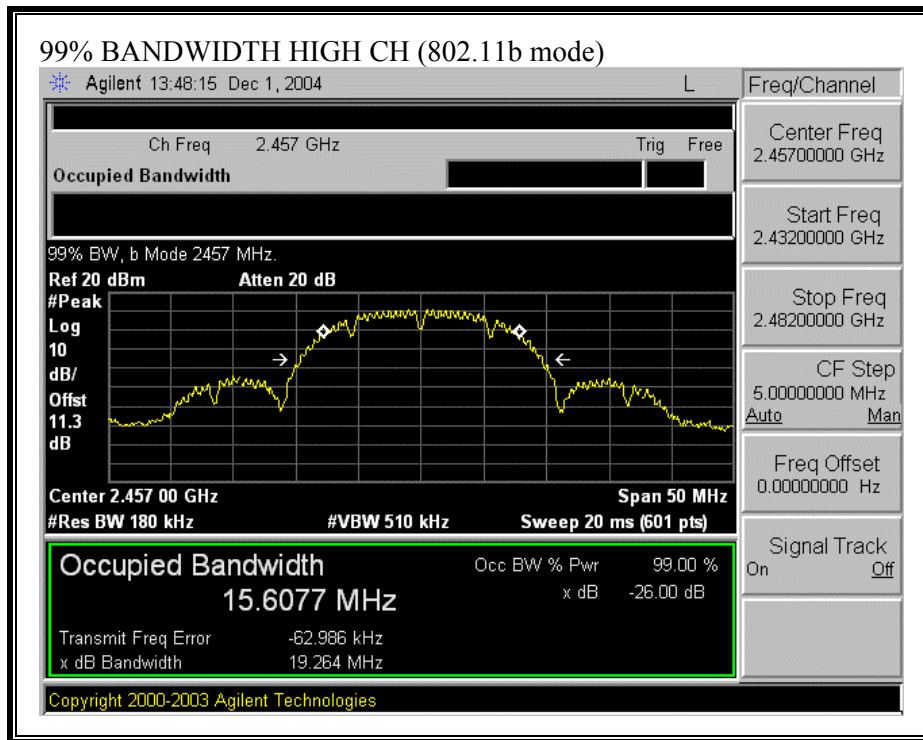 99% BANDWIDTH HIGH CH (802.11b mode)
Agilent 13:48:15 Dec 1, 2004 L
Freq/Channel
Ch Freq 2.457 GHz Trig Free
Occupied Bandwidth
Center Freq
2.45700000 GHz
Start Freq
2.43200000 GHz
Stop Freq
2.48200000 GHz
CF Step
5.00000000 MHz
Auto Man
Freq Offset
0.00000000 Hz
Signal Track
On Off
99% BW, b Mode 2457 MHz.
Ref 20 dBm Atten 20 dB
#Peak
Log
10
dB/
Offst
11.3
dB
Center 2.457 00 GHz Span 50 MHz
#Res BW 180 kHz #VBW 510 kHz Sweep 20 ms (601 pts)
Occupied Bandwidth Occ BW % Pwr 99.00 %
15.6077 MHz x dB -26.00 dB
Transmit Freq Error -62.986 kHz
x dB Bandwidth 19.264 MHz
Copyright 2000-2003 Agilent Technologies